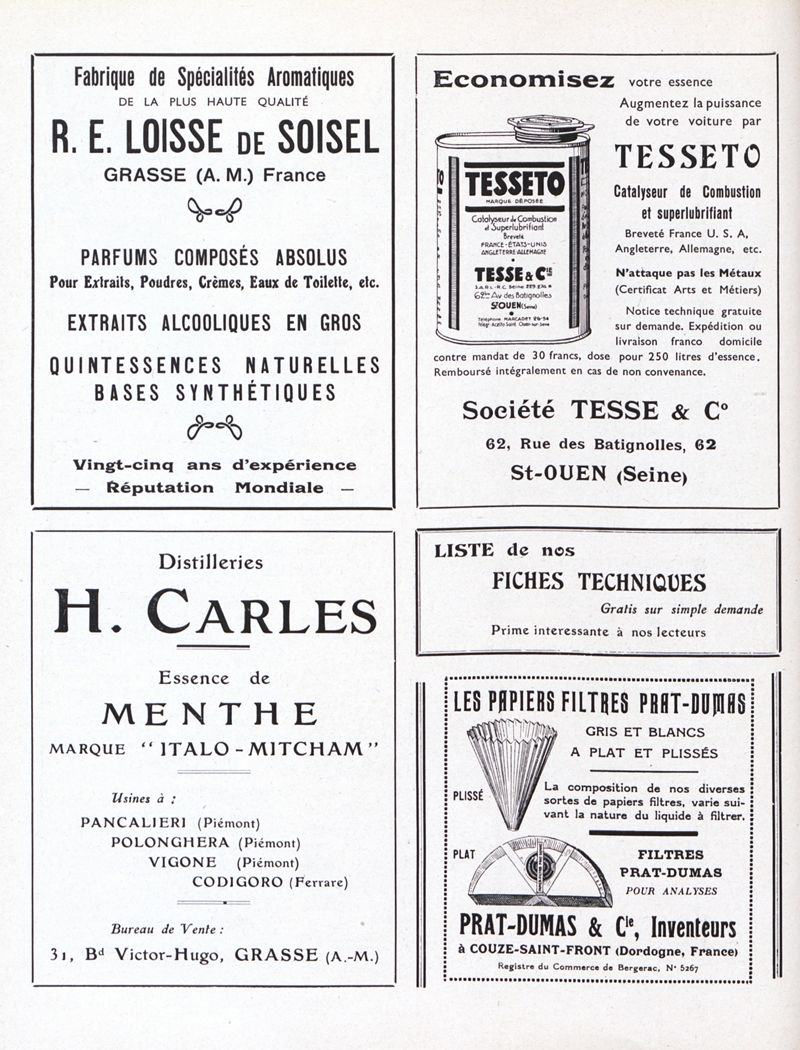 Fabrique de Spécialités Aromatiques
DE LA PLUS HAUTE QUALITÉ
R. E. LOISSE DE SOISEL
GRASSE (A. M.) France
PARFUMS COMPOSÉS ABSOLUS
Pour Extraits, Poudres, Crèmes, Eaux de Toilette, etc.
EXTRAITS ALCOOLIQUES EN GROS
QUINTESSENCES NATURELLES
BASES SYNTHÉTIQUES
Vingt-cinq ans d'expérience
— Réputation Mondiale —
Economisez votre essence
Augmentez la puissance
de votre voiture par
TESSETO
Catalyseur de Combustion
et superlubrifiant
Breveté France U. S. A,
Angleterre, Allemagne, etc.
N'attaque pas les Métaux
(Certificat Arts et Métiers)
Notice technique gratuite
sur demande. Expédition ou
livraison franco domicile
contre mandat de 30 francs, dose pour 250 litres d'essence.
Remboursé intégralement en cas de non convenance.
TESSETO
MARQUE DÉPOSÉE
Catalyseur de Combustion
et Superlubrifiant
Breveté
FRANCE-ÉTATS-UNIS
ANGLETERRE-ALLEMAGNE
TESSE & Cie
62bis Av des Batignolles
St OUEN (Seine)
Société TESSE & Co
62, Rue des Batignolles, 62
St-OUEN (Seine)
Distilleries
H. CARLES
Essence de
MENTHE
MARQUE "ITALO-MITCHAM"
Usines à :
PANCALIERI (Piémont)
POLONGHERA (Piémont)
VIGONE (Piémont)
CODIGORO (Ferrare)
Bureau de Vente :
31, Bd Victor-Hugo, GRASSE (A.-M.)
LISTE de nos
FICHES TECHNIQUES
Gratis sur simple demande
Prime interessante à nos lecteurs
LES PAPIERS FILTRES PRAT-DUMAS
GRIS ET BLANCS
A PLAT ET PLISSÉS
PLISSÉ
La composition de nos diverses
sortes de papiers filtres, varie sui-
vant la nature du liquide à filtrer.
PLAT
FILTRES
PRAT-DUMAS
POUR ANALYSES
PRAT-DUMAS & Cie, Inventeurs
à COUZE-SAINT-FRONT (Dordogne, France)
Registre du Commerce de Bergerac, N° 5267